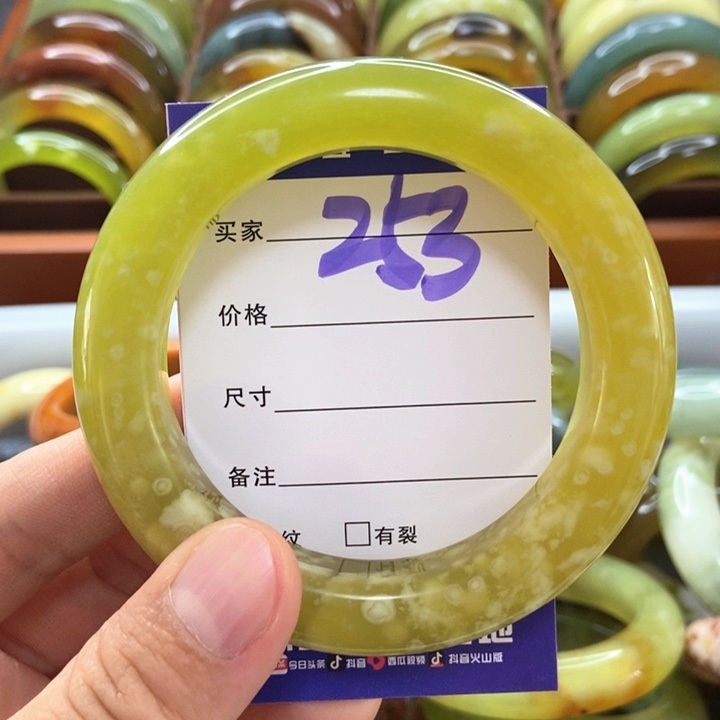 253
买家
价格
尺寸
备注
纹 □有裂
今日头条 抖音 西瓜视频 抖音火山版